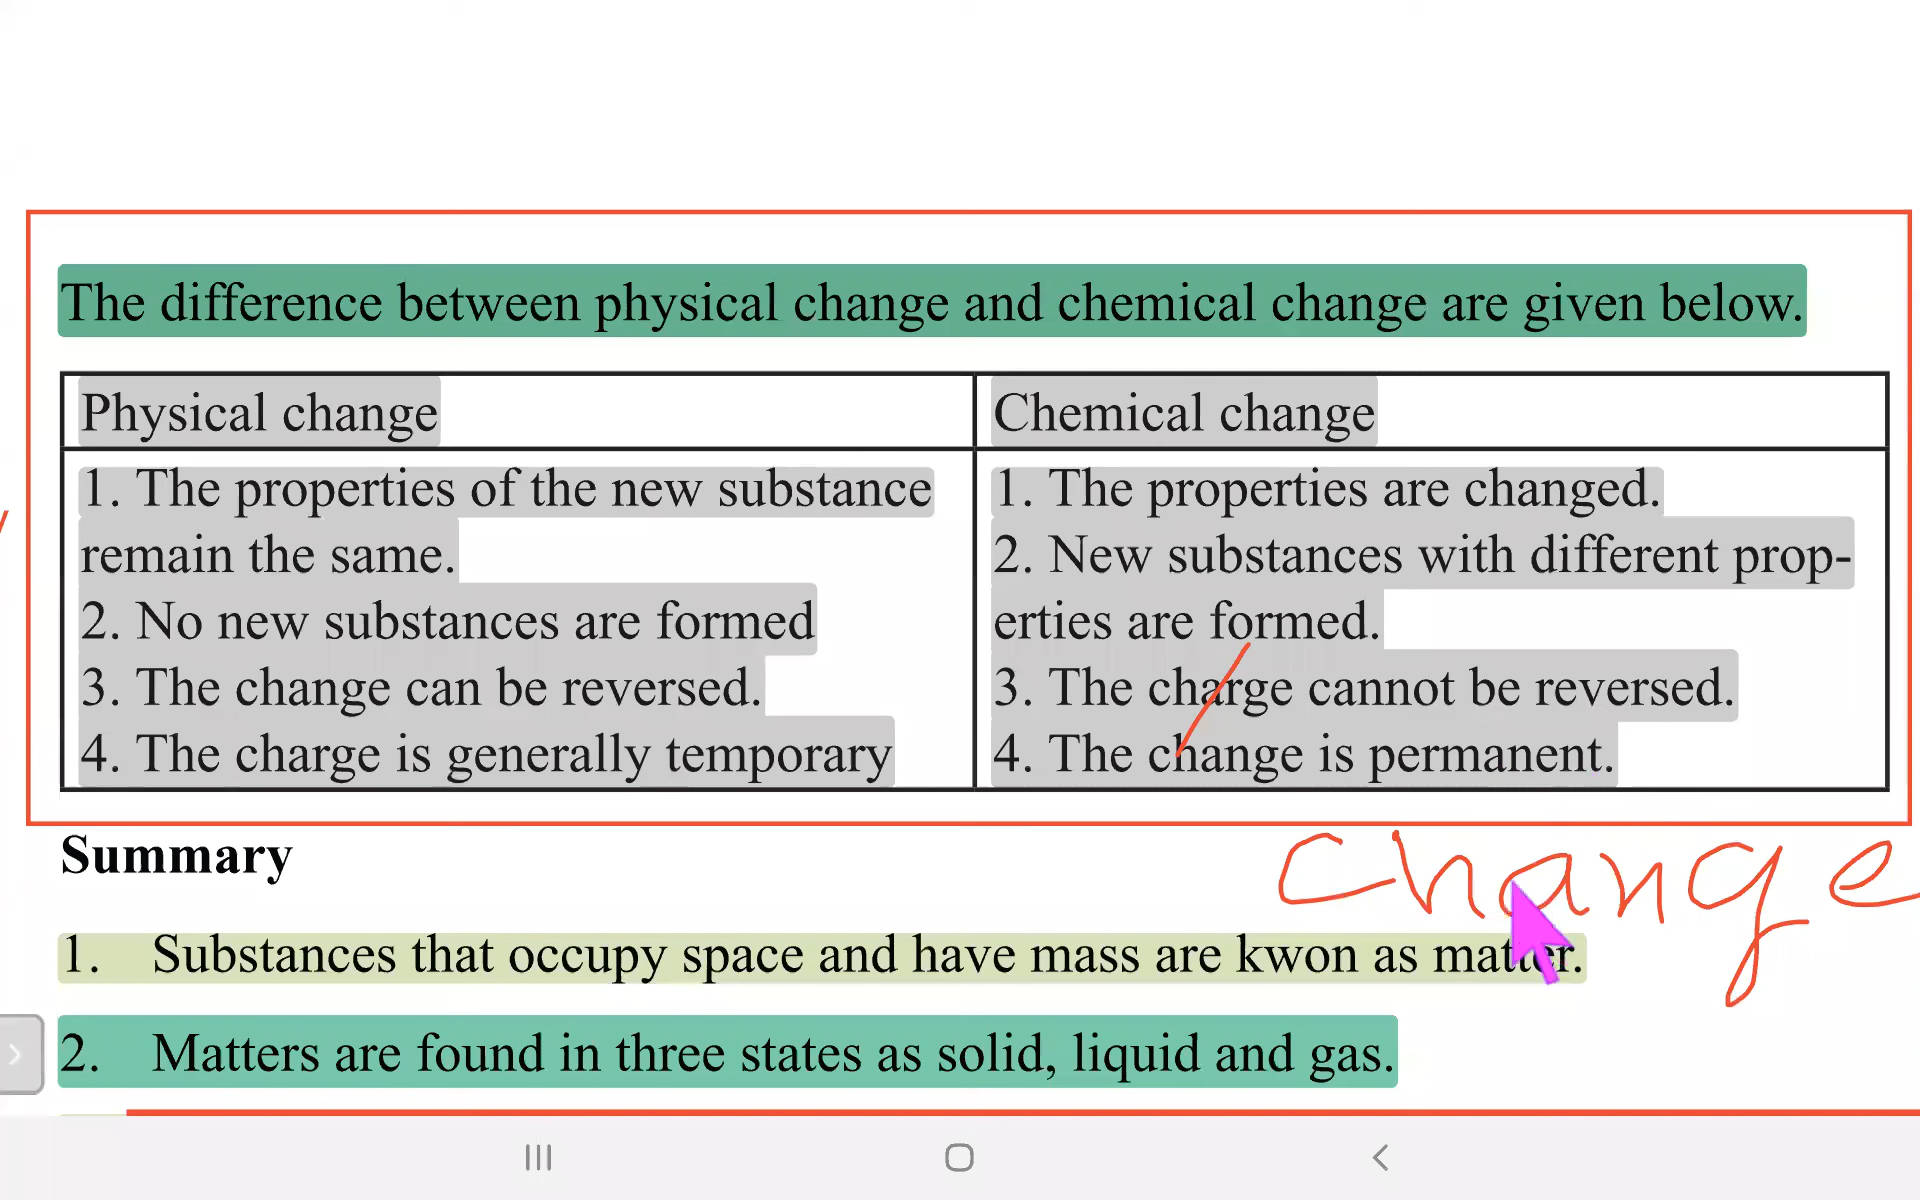 The difference between physical change and chemical change are given below.
Physical change
1. The properties of the new substance
remain the same.
2. No new substances are formed
3. The change can be reversed.
4. The charge is generally temporary
Chemical change
1. The properties are changed.
2. New substances with different prop-
erties are formed.
3. The charge cannot be reversed.
4. The change is permanent.
Summary
change
1. Substances that occupy space and have mass are kwon as matter.
2. Matters are found in three states as solid, liquid and gas.